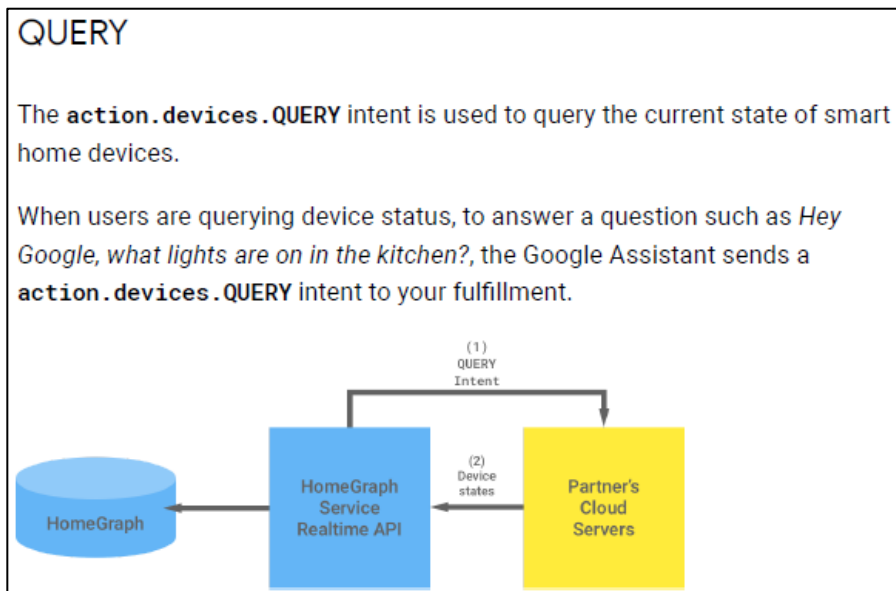 QUERY
The action.devices.QUERY intent is used to query the current state of smart
home devices.
When users are querying device status, to answer a question such as Hey
Google, what lights are on in the kitchen?, the Google Assistant sends a
action.devices.QUERY intent to your fulfillment.
(1)
QUERY
Intent
HomeGraph
HomeGraph
Service
Realtime API
(2)
Device
states
Partner's
Cloud
Servers